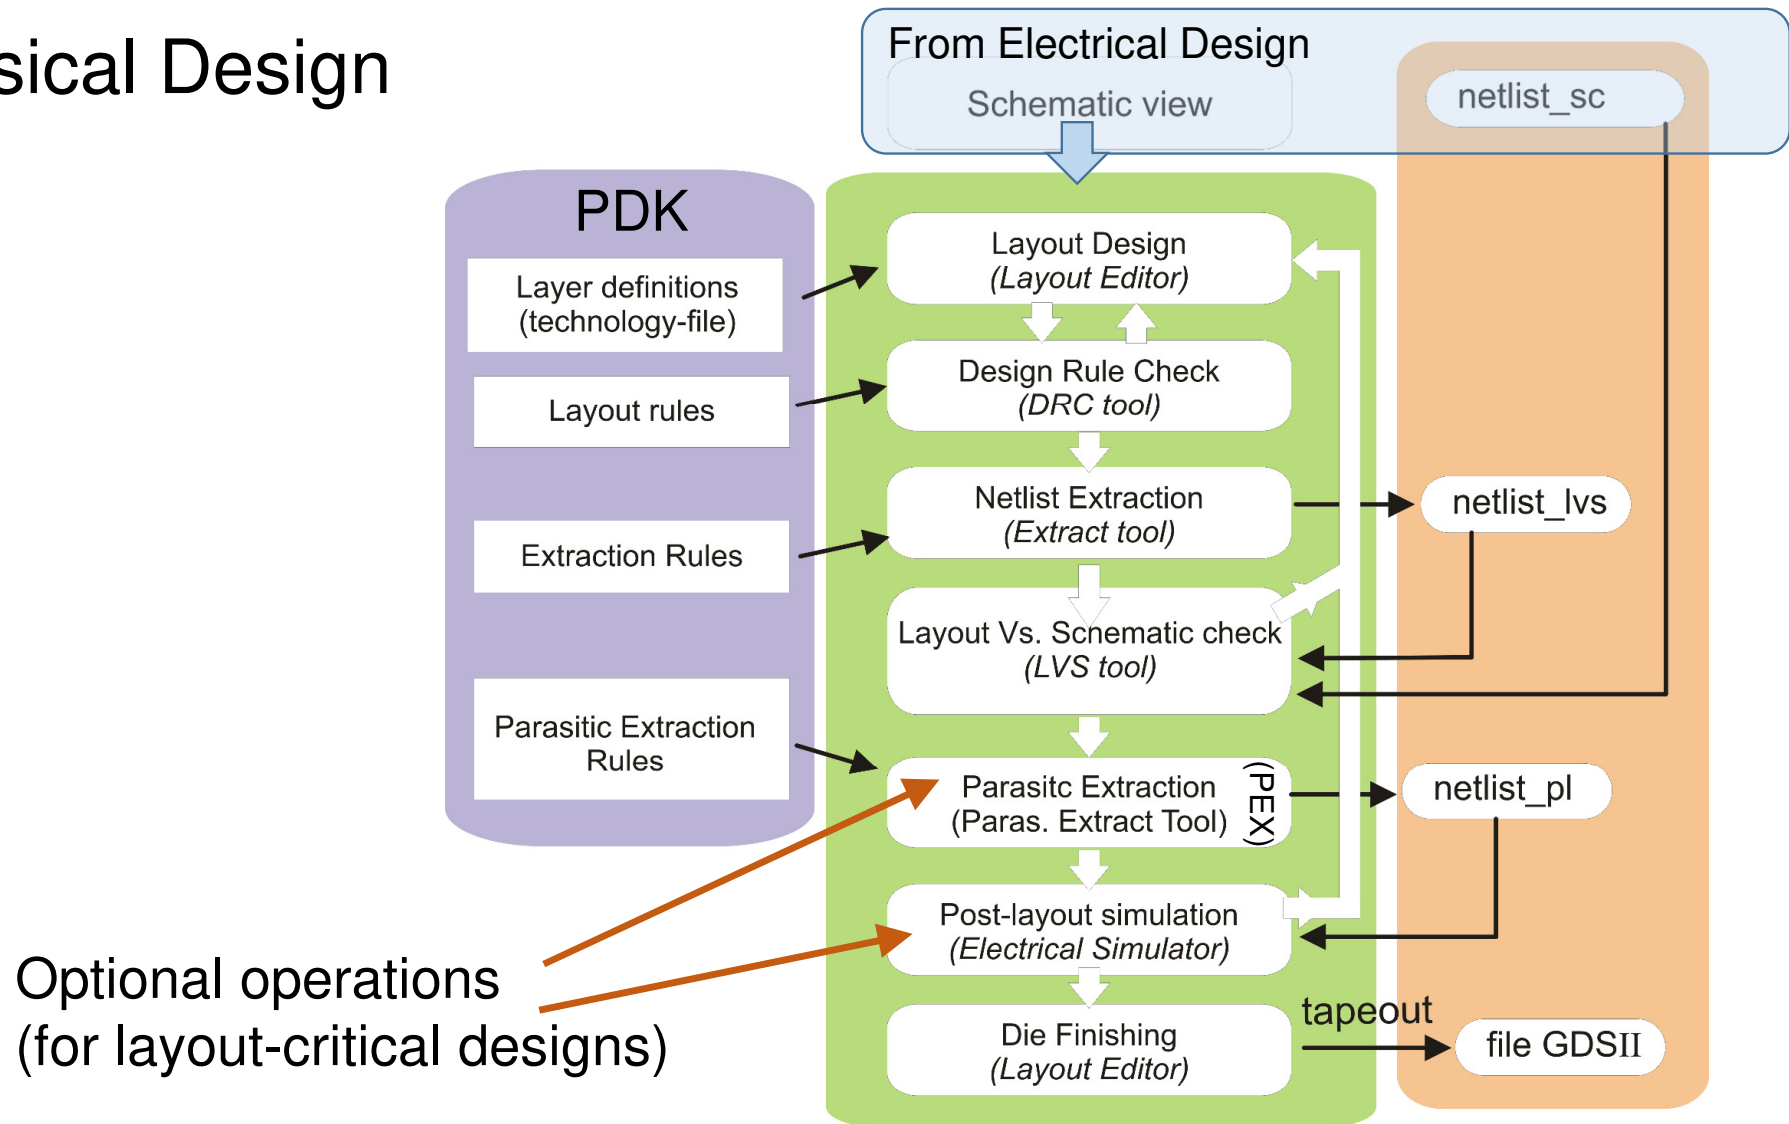 sical Design
From Electrical Design
Schematic view
netlist_sc
PDK
Layer definitions
(technology-file)
Layout rules
Extraction Rules
Parasitic Extraction
Rules
Layout Design
(Layout Editor)
Design Rule Check
(DRC tool)
Netlist Extraction
(Extract tool)
netlist_lvs
Layout Vs. Schematic check
(LVS tool)
Parasitc Extraction
(Paras. Extract Tool)
(PEX)
netlist_pl
Post-layout simulation
(Electrical Simulator)
Die Finishing
(Layout Editor)
tapeout
file GDSII
Optional operations
(for layout-critical designs)